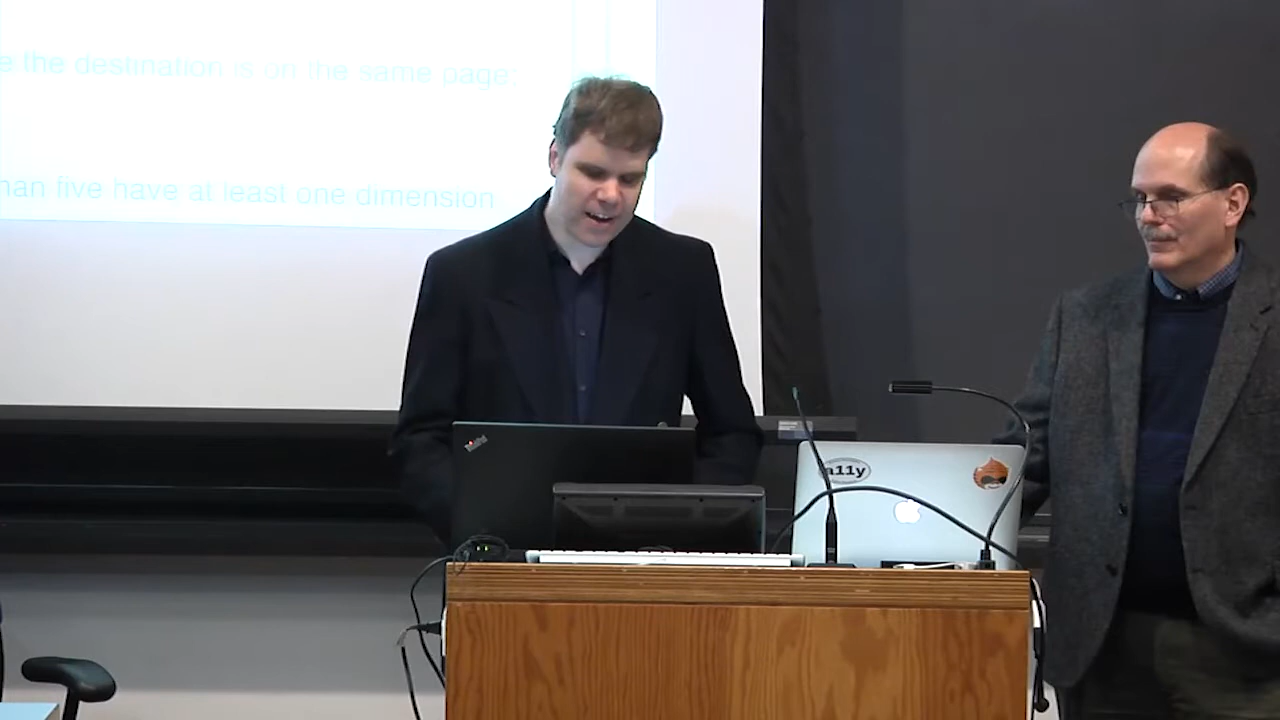 e the destination is on the same page:
han five have at least one dimension
a11y